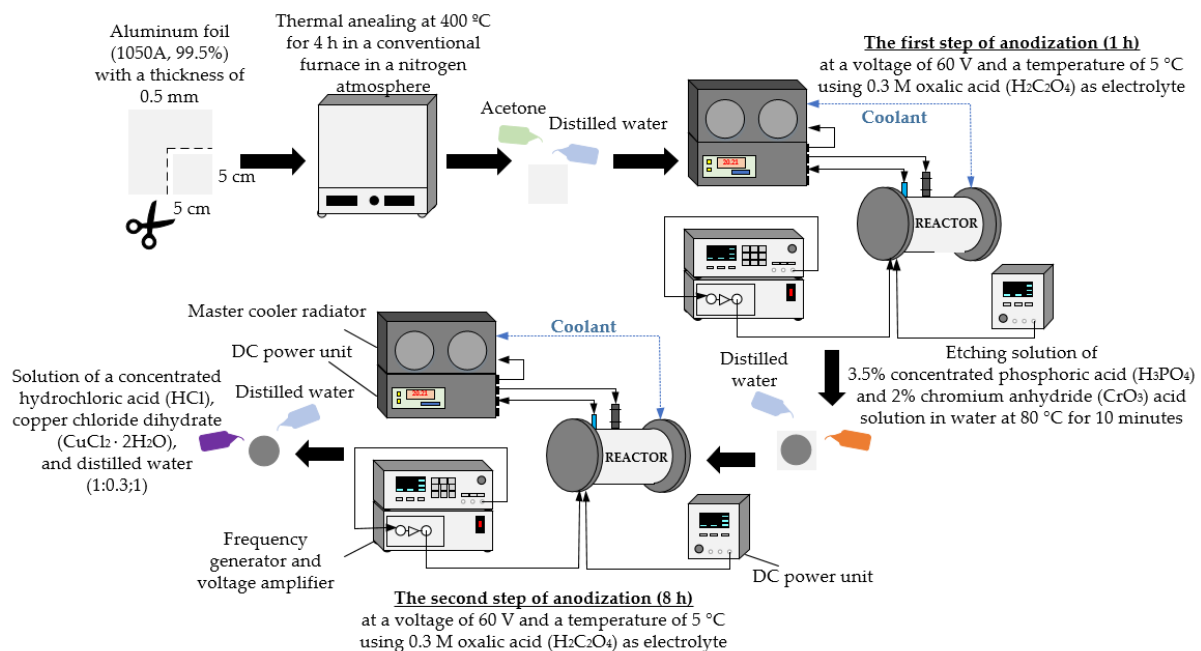 Aluminum foil
(1050A, 99.5%)
with a thickness of
0.5 mm
5 cm
5 cm
Thermal anealing at 400 ºC
for 4 h in a conventional
furnace in a nitrogen
atmosphere
Acetone
Distilled water
The first step of anodization (1 h)
at a voltage of 60 V and a temperature of 5 °C
using 0.3 M oxalic acid (H2C2O4) as electrolyte
Coolant
20:21
REACTOR
Etching solution of
3.5% concentrated phosphoric acid (H3PO4)
and 2% chromium anhydride (CrO3) acid
solution in water at 80 °C for 10 minutes
Distilled
water
Master cooler radiator
DC power unit
Coolant
20:21
REACTOR
Distilled water
Solution of a concentrated
hydrochloric acid (HCl),
copper chloride dihydrate
(CuCl2 · 2H2O),
and distilled water
(1:0.3;1)
Frequency
generator and
voltage amplifier
DC power unit
The second step of anodization (8 h)
at a voltage of 60 V and a temperature of 5 °C
using 0.3 M oxalic acid (H2C2O4) as electrolyte